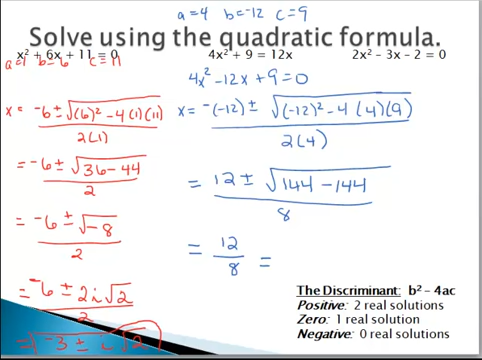 a=4 b=-12 c=9
Solve using the quadratic formula.
x² + 6x + 11 = 0
a=1 b=6 c=11
x = -6 ± √(6)² - 4(1)(11) / 2(1)
= -6 ± √36 - 44 / 2
= -6 ± √-8 / 2
= -6 ± 2i√2 / 2
= -3 ± i√2
4x² + 9 = 12x
4x² - 12x + 9 = 0
x = -(-12) ± √(-12)² - 4(4)(9) / 2(4)
= 12 ± √144 - 144 / 8
= 12 / 8 =
2x² - 3x - 2 = 0
The Discriminant: b² - 4ac
Positive: 2 real solutions
Zero: 1 real solution
Negative: 0 real solutions